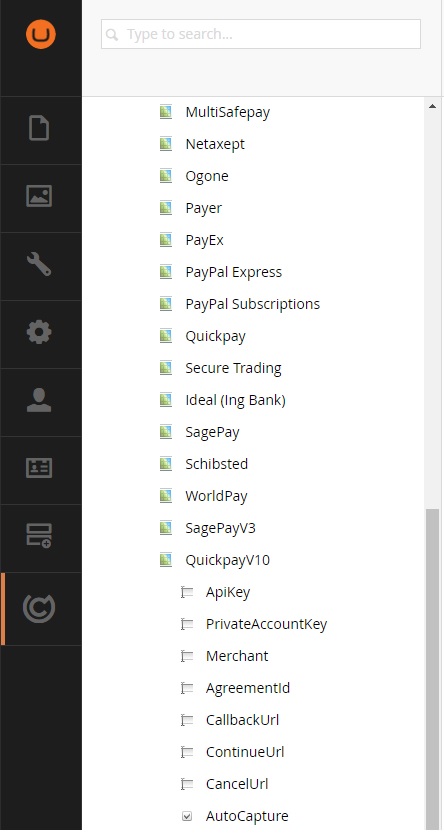 Type to search...
MultiSafepay
Netaxept
Ogone
Payer
PayEx
PayPal Express
PayPal Subscriptions
Quickpay
Secure Trading
Ideal (Ing Bank)
SagePay
Schibsted
WorldPay
SagePayV3
QuickpayV10
ApiKey
PrivateAccountKey
Merchant
AgreementId
CallbackUrl
ContinueUrl
CancelUrl
AutoCapture